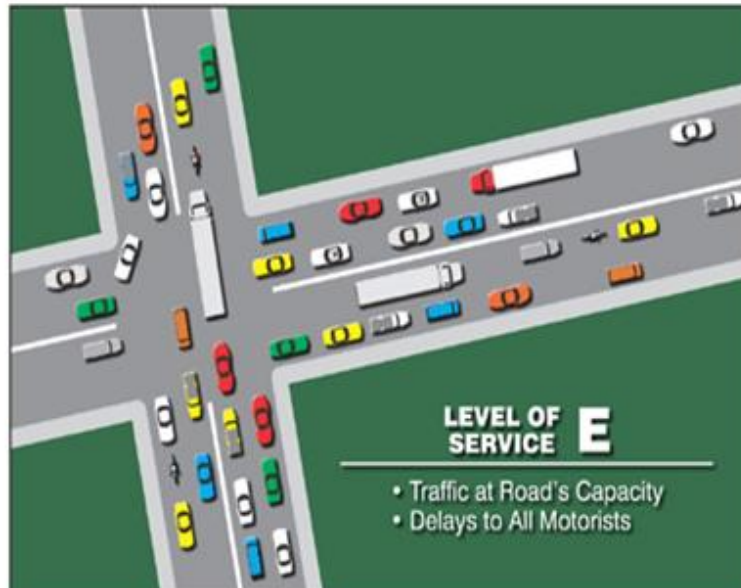 LEVEL OF
SERVICE E
• Traffic at Road's Capacity
• Delays to All Motorists